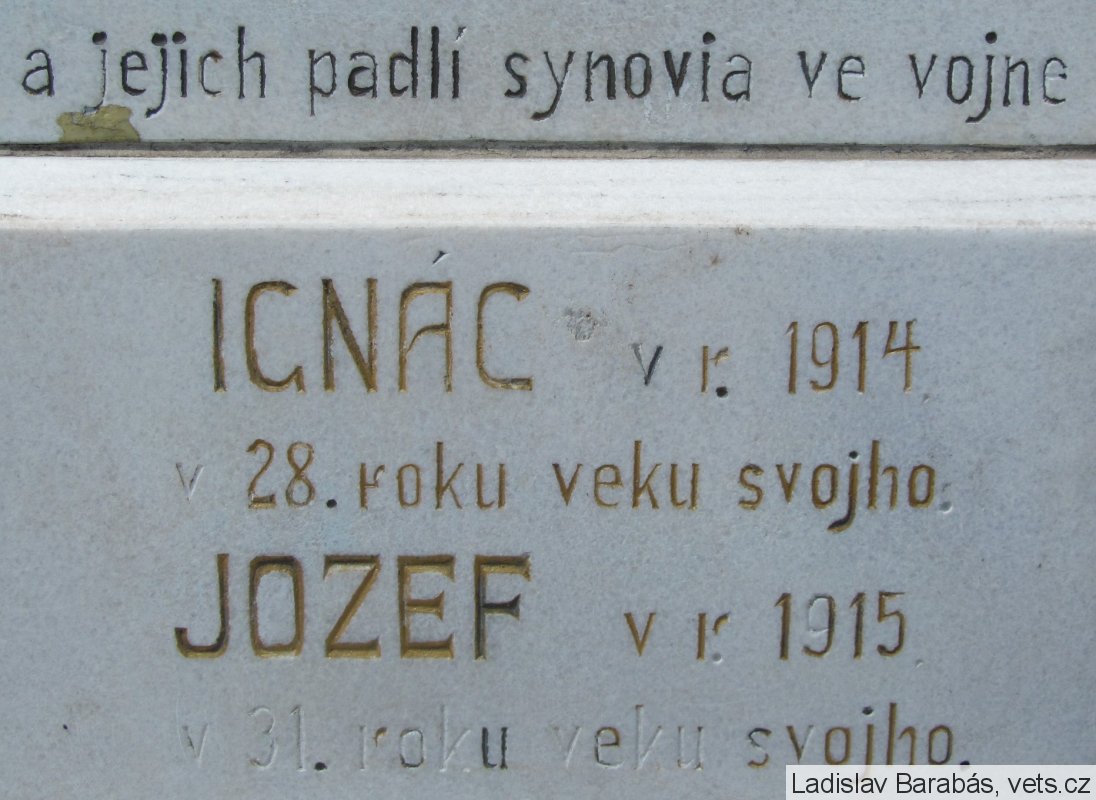 a jejich padlí synovia ve vojne
IGNÁC v r. 1914.
v 28. roku veku svojho.
JOZEF v r. 1915.
v 31. roku veku svojho.
Ladislav Barabás, vets.cz